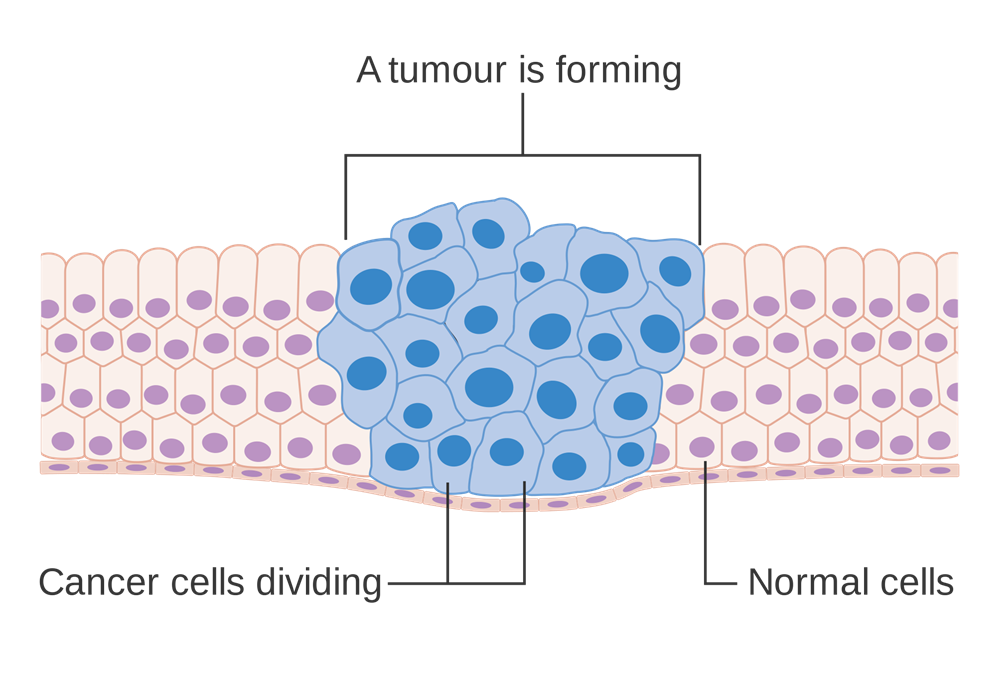 A tumour is forming
Cancer cells dividing
Normal cells